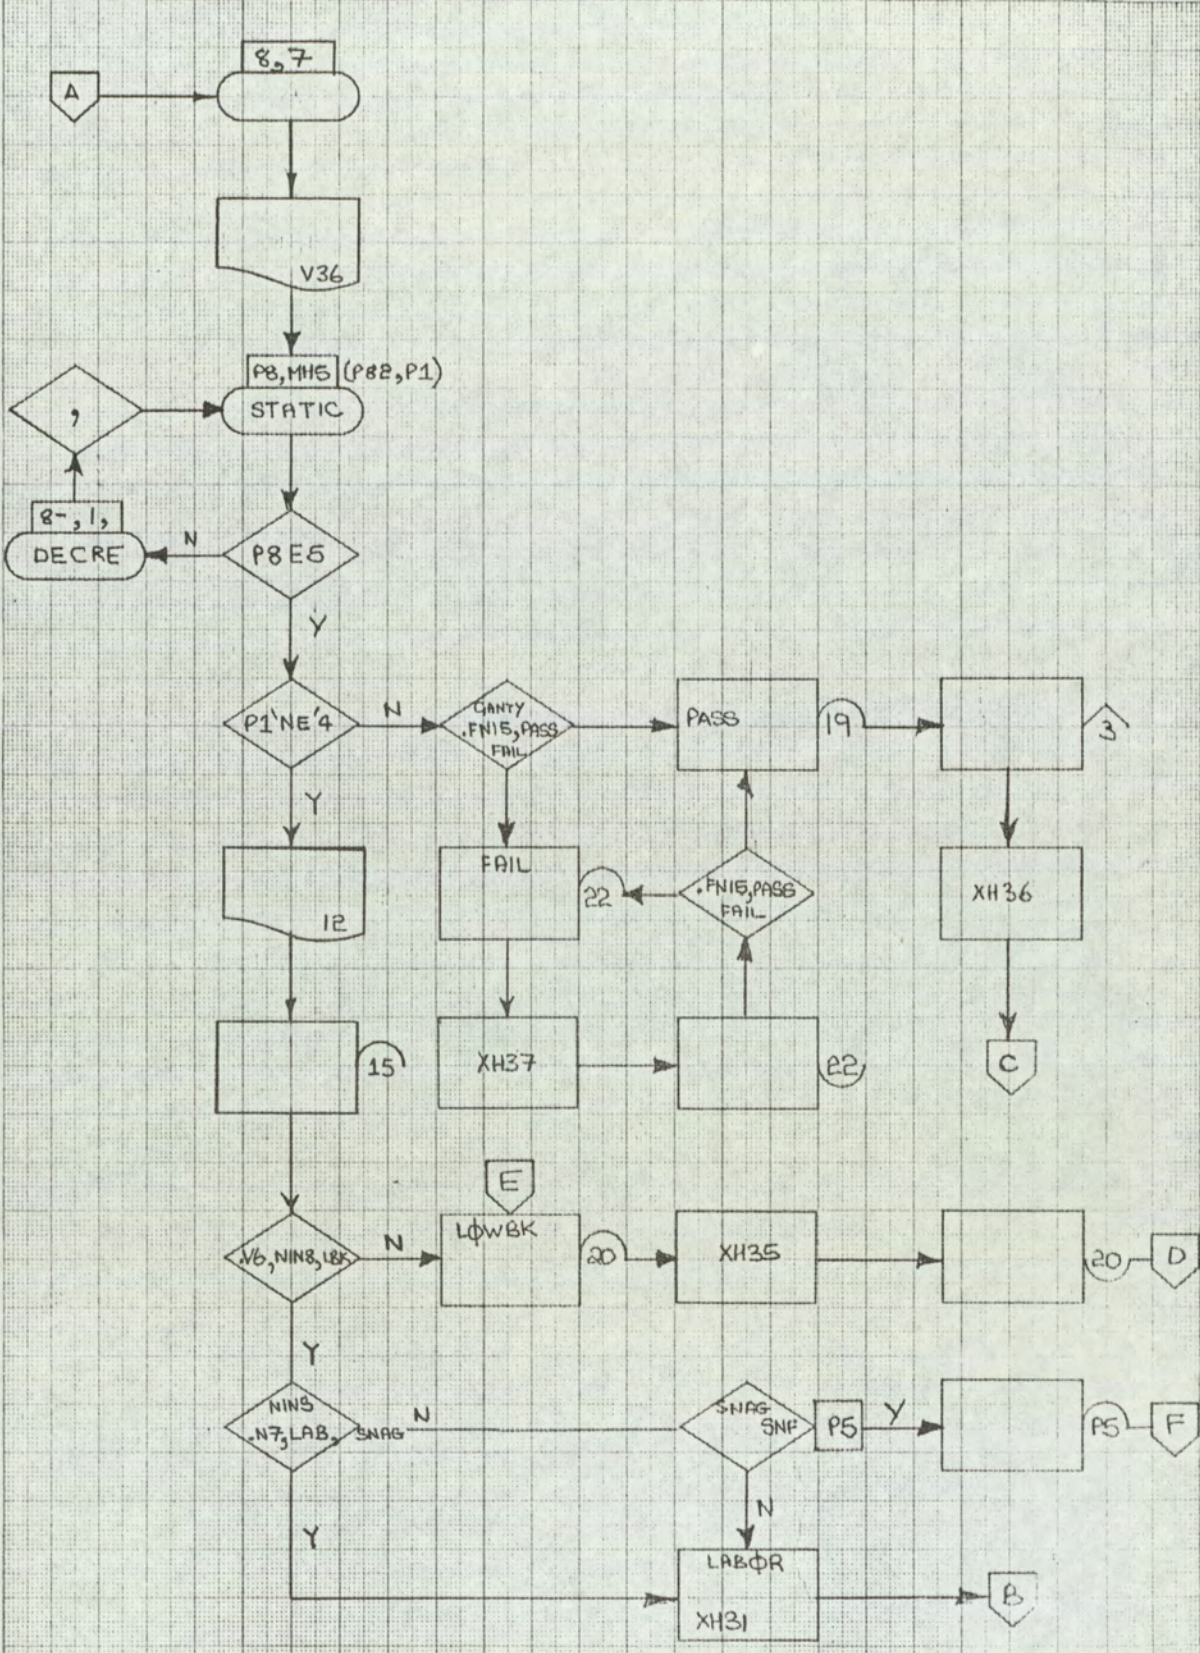 8,7
A
V36
P8,MH5 (P82,P1)
,
STATIC
8-,1,
DECRE
N
P8E5
Y
P1'NE'4
N
GANTY
.FN15,PASS
FAIL
PASS
19
3
Y
12
FAIL
22
.FN15,PASS
FAIL
XH36
15
XH37
22
C
E
.V6,NIN8,LBK
N
LØWBK
20
XH35
20
D
Y
NIN8
.N7,LAB,SNAG
N
SNAG
SNF
P5
Y
P5
F
Y
N
LABØR
XH31
B